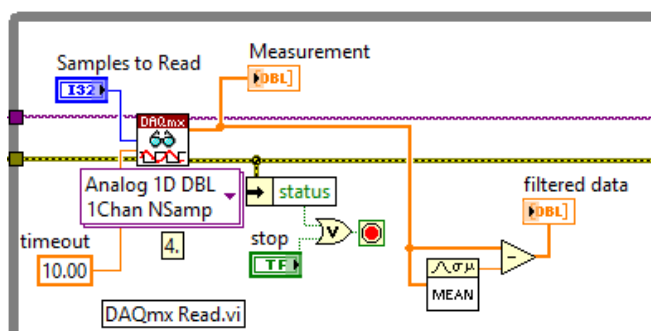 Measurement
Samples to Read
DBL]
I32
DAQmx
Analog 1D DBL
1Chan NSamp
status
filtered data
DBL]
timeout
4.
stop
V
10.00
TF
σμ
-
MEAN
DAQmx Read.vi